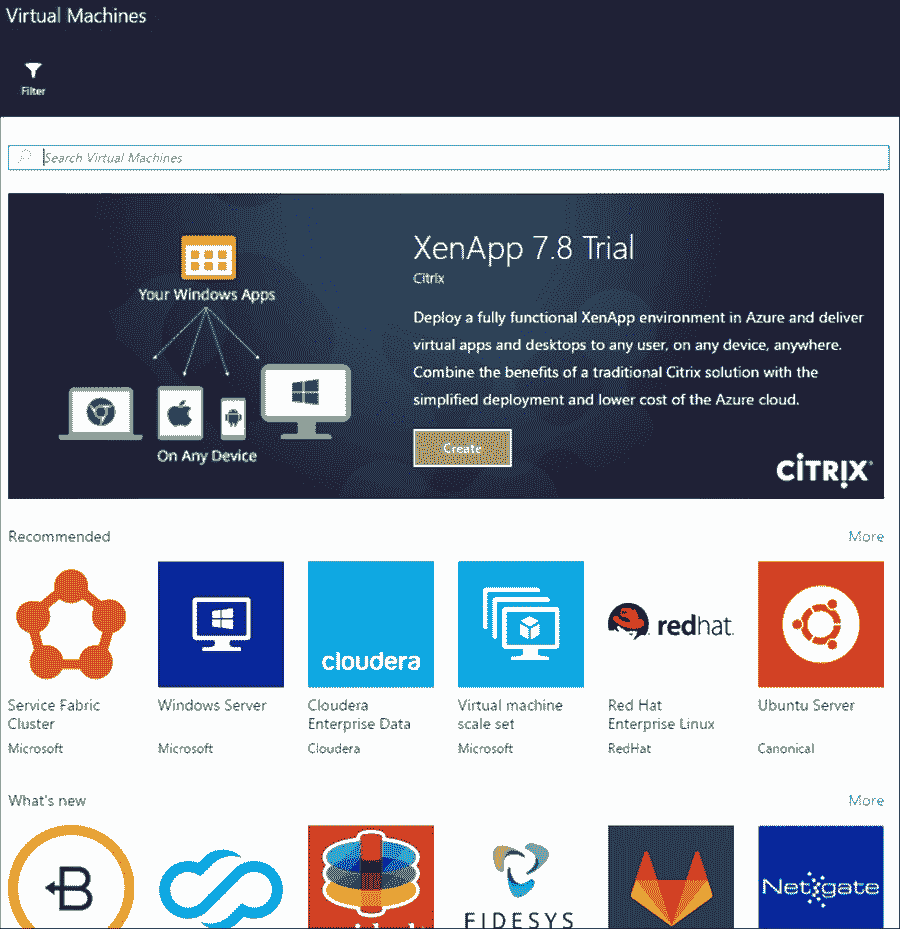 Virtual Machines
Filter
Search Virtual Machines
XenApp 7.8 Trial
Citrix
Your Windows Apps
Deploy a fully functional XenApp environment in Azure and deliver
virtual apps and desktops to any user, on any device, anywhere.
Combine the benefits of a traditional Citrix solution with the
simplified deployment and lower cost of the Azure cloud.
On Any Device
Create
CITRIX
Recommended
More
cloudera
redhat.
Service Fabric
Cluster
Microsoft
Windows Server
Microsoft
Cloudera
Enterprise Data
Cloudera
Virtual machine
scale set
Microsoft
Red Hat
Enterprise Linux
RedHat
Ubuntu Server
Canonical
What's new
More
B
FIDESYS
Netgate